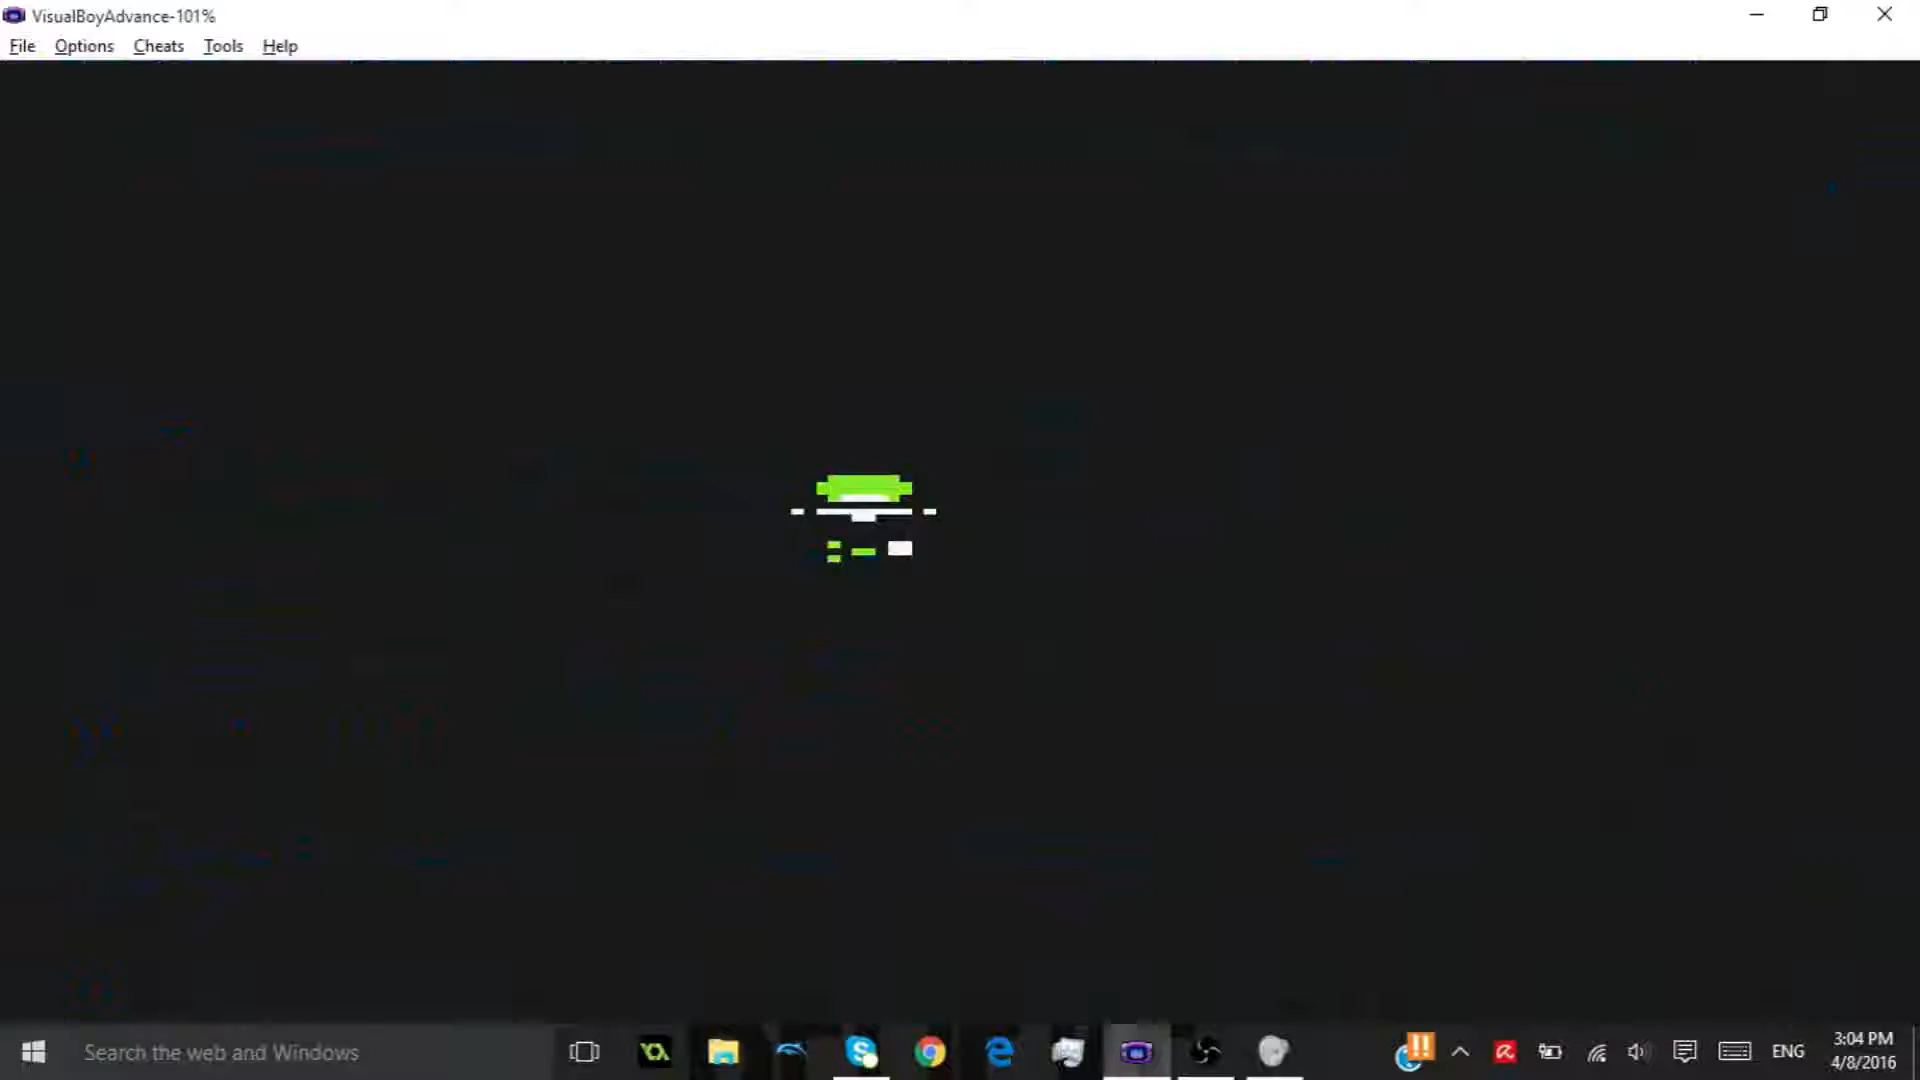 VisualBoyAdvance-101%
File Options Cheats Tools Help
Search the web and Windows
ENG
3:04 PM
4/8/2016